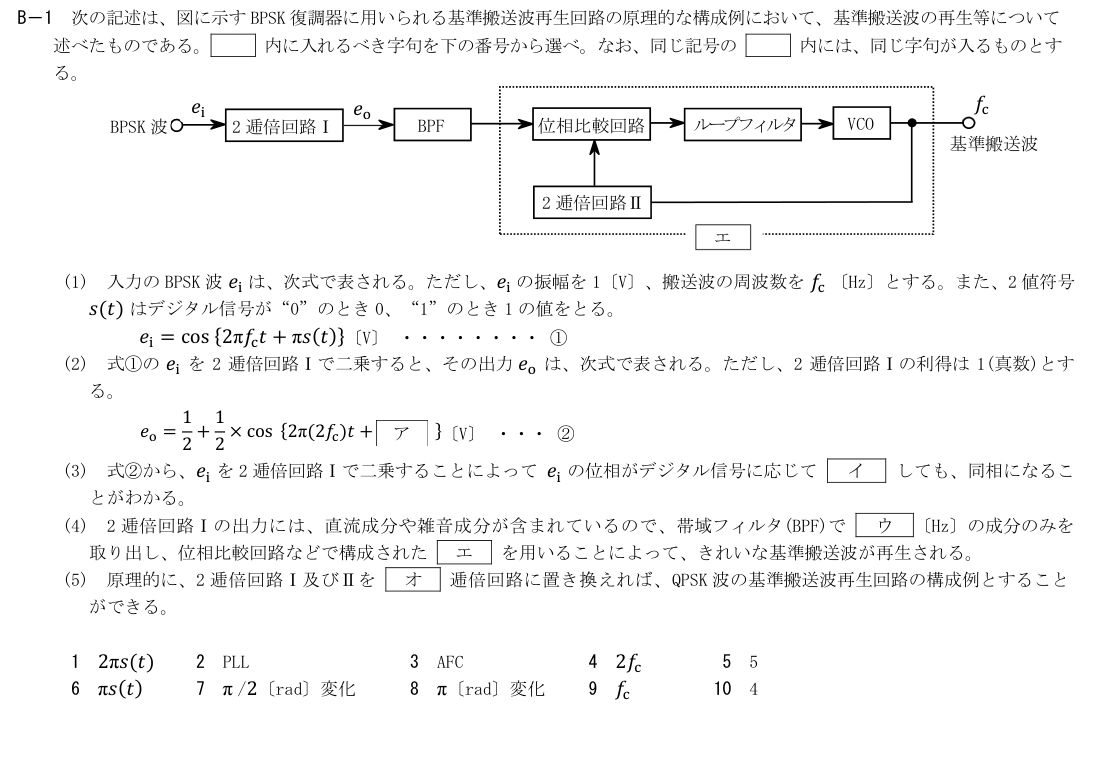 B－1 次の記述は、図に示す BPSK 復調器に用いられる基準搬送波再生回路の原理的な構成例において、基準搬送波の再生等について
述べたものである。□ 内に入れるべき字句を下の番号から選べ。なお、同じ記号の □ 内には、同じ字句が入るものとす
る。
BPSK 波 eᵢ 2 逓倍回路Ⅰ eₒ BPF 位相比較回路 ループフィルタ VCO f_c
基準搬送波
2 逓倍回路Ⅱ
エ
(1) 入力の BPSK 波 eᵢ は、次式で表される。ただし、eᵢ の振幅を 1〔V〕、搬送波の周波数を f_c 〔Hz〕とする。また、2 値符号
s(t) はデジタル信号が“0”のとき 0、“1”のとき 1 の値をとる。
eᵢ = cos {2πf_ct + πs(t)}〔V〕 ・・・・・・・・・ ①
(2) 式①の eᵢ を 2 逓倍回路Ⅰで二乗すると、その出力 eₒ は、次式で表される。ただし、2 逓倍回路Ⅰの利得は 1(真数)とす
る。
eₒ = 1/2 + 1/2 × cos {2π(2f_c)t + ア }〔V〕 ・・・ ②
(3) 式②から、eᵢ を 2 逓倍回路Ⅰで二乗することによって eᵢ の位相がデジタル信号に応じて イ しても、同相になるこ
とがわかる。
(4) 2 逓倍回路Ⅰの出力には、直流成分や雑音成分が含まれているので、帯域フィルタ(BPF)で ウ 〔Hz〕の成分のみを
取り出し、位相比較回路などで構成された エ を用いることによって、きれいな基準搬送波が再生される。
(5) 原理的に、2 逓倍回路Ⅰ及びⅡを オ 逓倍回路に置き換えれば、QPSK 波の基準搬送波再生回路の構成例とすること
ができる。
1 2πs(t) 2 PLL 3 AFC 4 2f_c 5 5
6 πs(t) 7 π/2〔rad〕変化 8 π〔rad〕変化 9 f_c 10 4